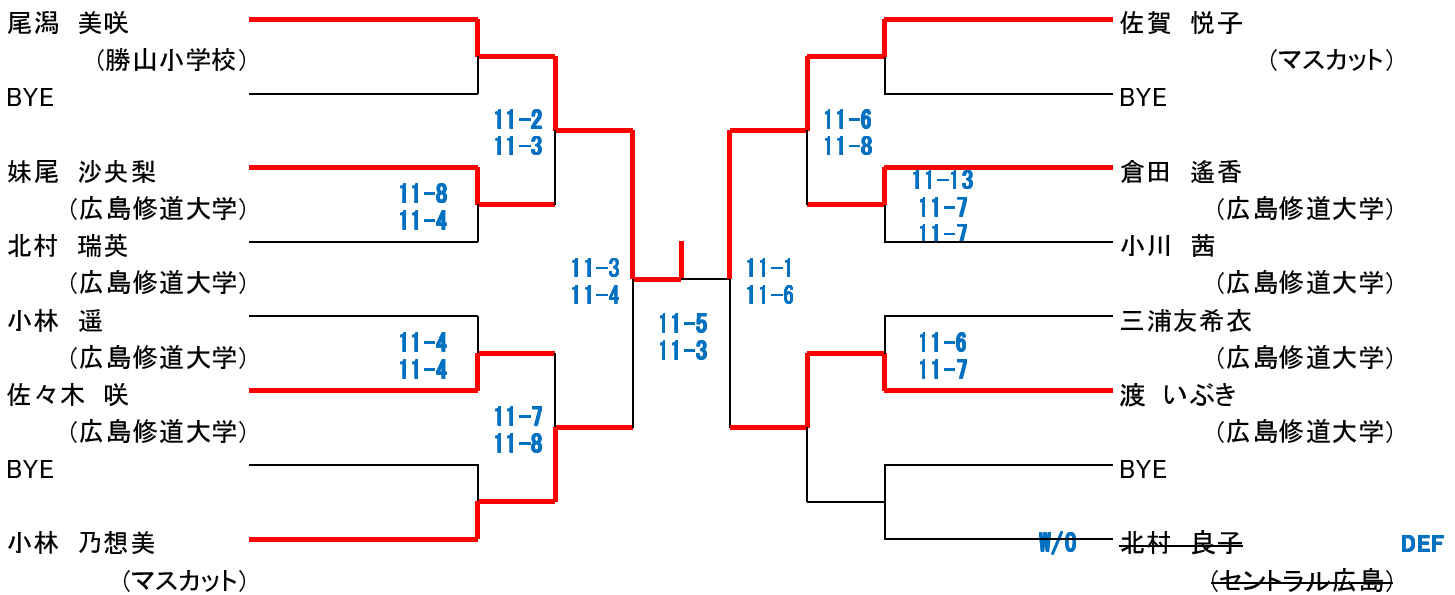 尾潟 美咲
(勝山小学校)
BYE
11-2
11-3
妹尾 沙央梨
(広島修道大学)
11-8
11-4
北村 瑞英
(広島修道大学)
11-3
11-4
小林 遥
(広島修道大学)
11-4
11-4
佐々木 咲
(広島修道大学)
11-7
11-8
BYE
小林 乃想美
(マスカット)
11-5
11-3
佐賀 悦子
(マスカット)
BYE
11-6
11-8
倉田 遙香
(広島修道大学)
11-13
11-7
11-7
小川 茜
(広島修道大学)
11-1
11-6
三浦友希衣
(広島修道大学)
11-6
11-7
渡 いぶき
(広島修道大学)
BYE
W/O
北村 良子
DEF
(セントラル広島)